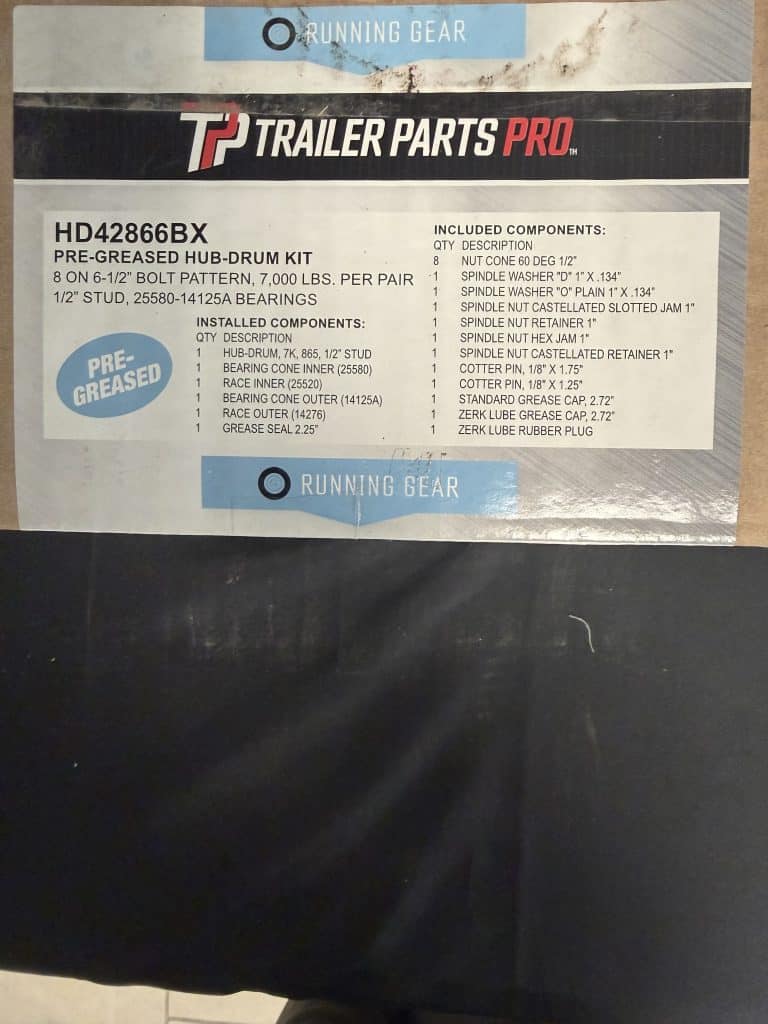 RUNNING GEAR
TP TRAILER PARTS PRO TM
HD42866BX
PRE-GREASED HUB-DRUM KIT
8 ON 6-1/2" BOLT PATTERN, 7,000 LBS. PER PAIR
1/2" STUD, 25580-14125A BEARINGS
PRE-
GREASED
INSTALLED COMPONENTS:
QTY DESCRIPTION
1 HUB-DRUM, 7K, 865, 1/2" STUD
1 BEARING CONE INNER (25580)
1 RACE INNER (25520)
1 BEARING CONE OUTER (14125A)
1 RACE OUTER (14276)
1 GREASE SEAL 2.25"
INCLUDED COMPONENTS:
QTY DESCRIPTION
8 NUT CONE 60 DEG 1/2"
1 SPINDLE WASHER "D" 1" X .134"
1 SPINDLE WASHER "O" PLAIN 1" X .134"
1 SPINDLE NUT CASTELLATED SLOTTED JAM 1"
1 SPINDLE NUT RETAINER 1"
1 SPINDLE NUT HEX JAM 1"
1 SPINDLE NUT CASTELLATED RETAINER 1"
1 COTTER PIN, 1/8" X 1.75"
1 COTTER PIN, 1/8" X 1.25"
1 STANDARD GREASE CAP, 2.72"
1 ZERK LUBE GREASE CAP, 2.72"
1 ZERK LUBE RUBBER PLUG
RUNNING GEAR